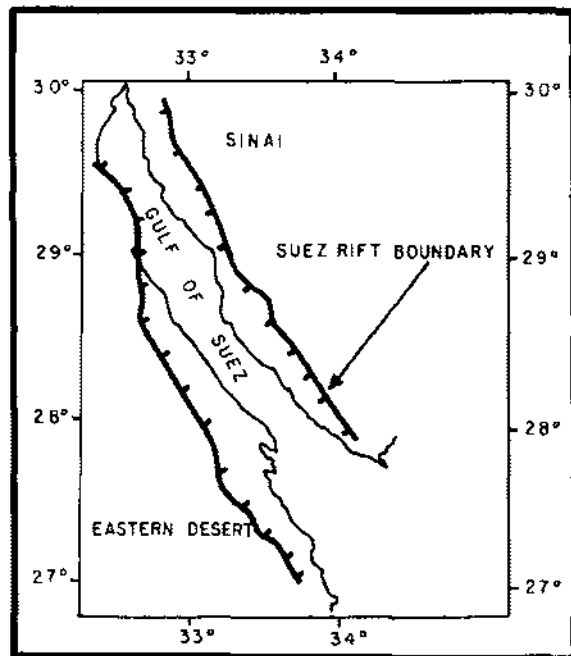 33° 34°
30° 30°
SINAI
GULF OF SUEZ
SUEZ RIFT BOUNDARY
29° 29°
28° 28°
EASTERN DESERT
27° 27°
33° 34°